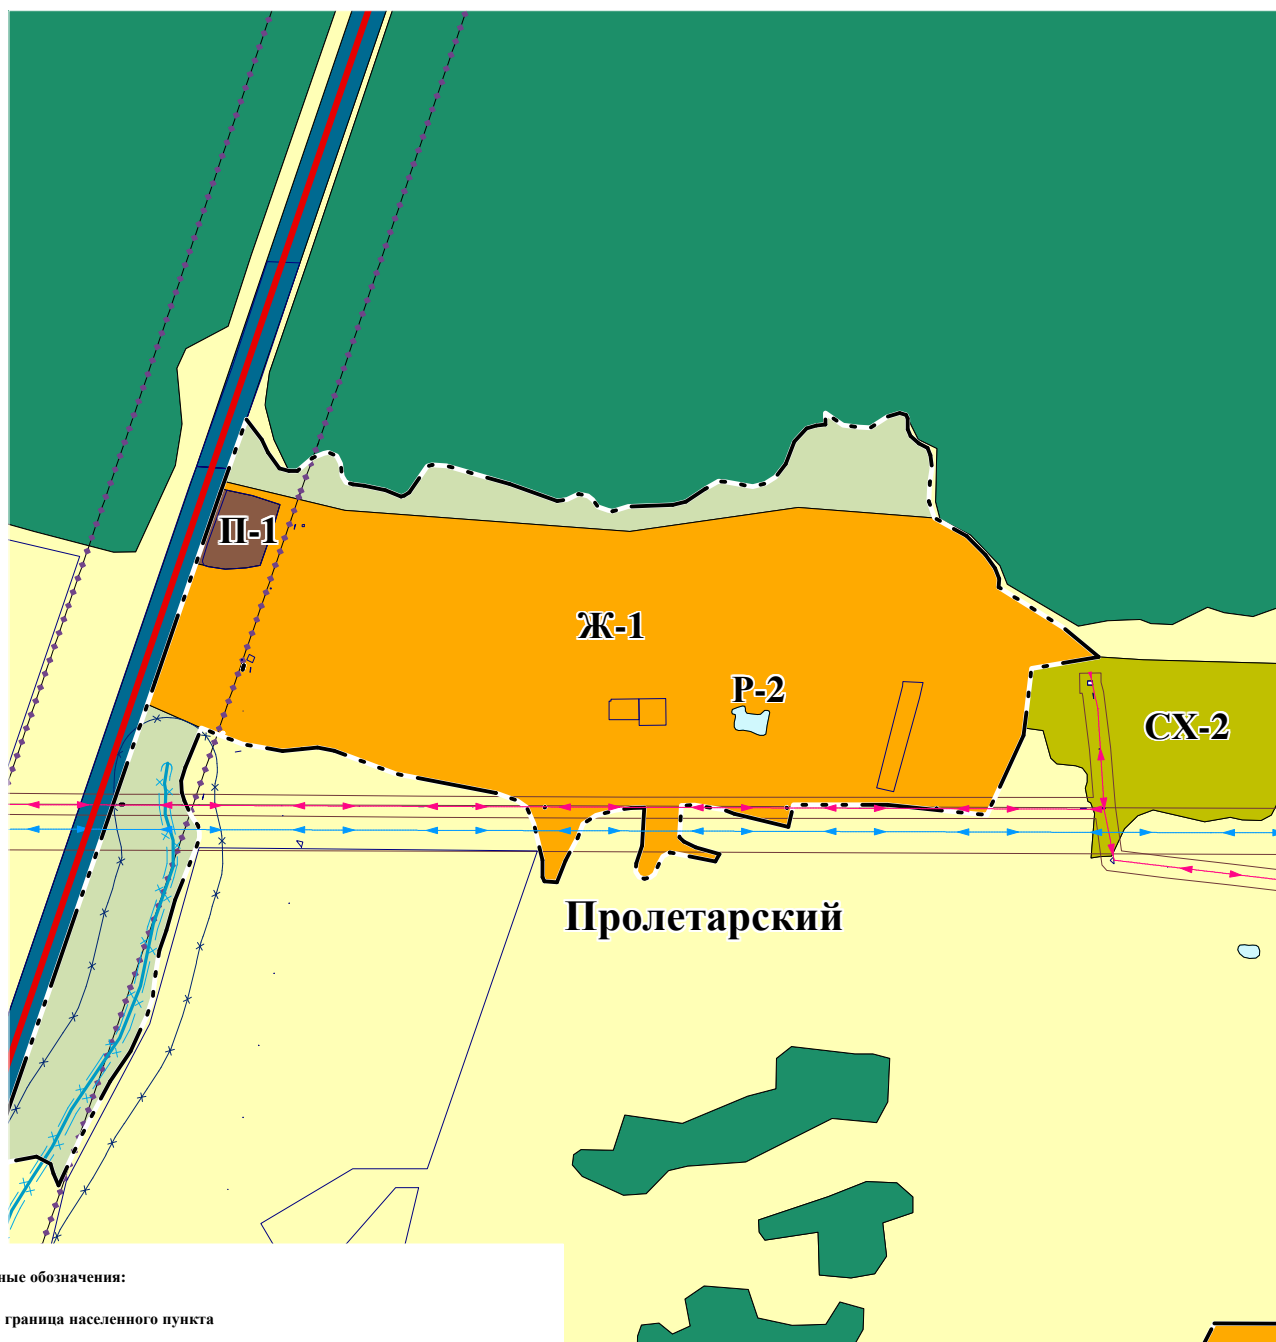 П-1
Ж-1
Р-2
СХ-2
Пролетарский
ные обозначения:
граница населенного пункта